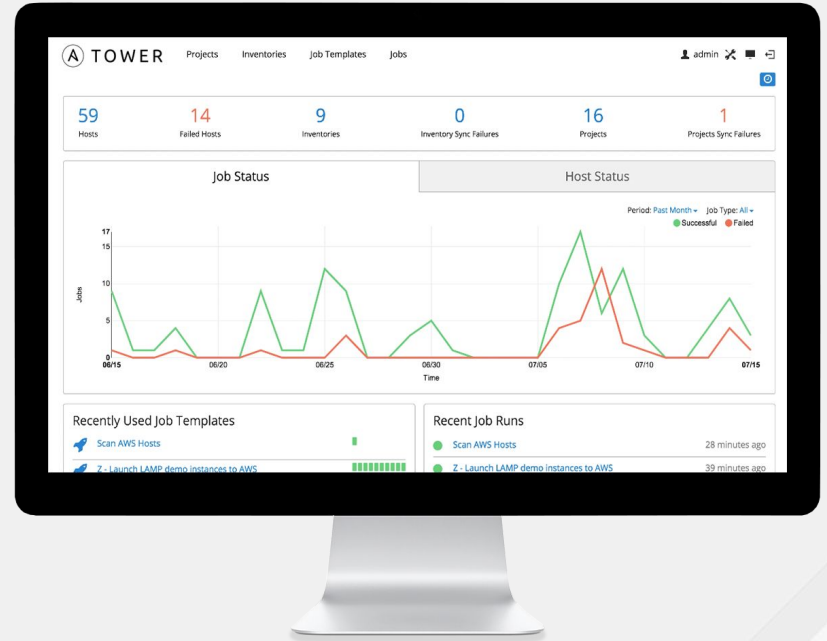 A TOWER Projects Inventories Job Templates Jobs admin
59 14 9 0 16 1
Hosts Failed Hosts Inventories Inventory Sync Failures Projects Projects Sync Failures
Job Status Host Status
Period: Past Month Job Type: All
Successful Failed
17
15
10
5
0
Jobs
06/15 06/20 06/25 06/30 07/05 07/10 07/15
Time
Recently Used Job Templates
Scan AWS Hosts
Z - Launch LAMP demo instances to AWS
Recent Job Runs
Scan AWS Hosts 28 minutes ago
Z - Launch LAMP demo instances to AWS 39 minutes ago